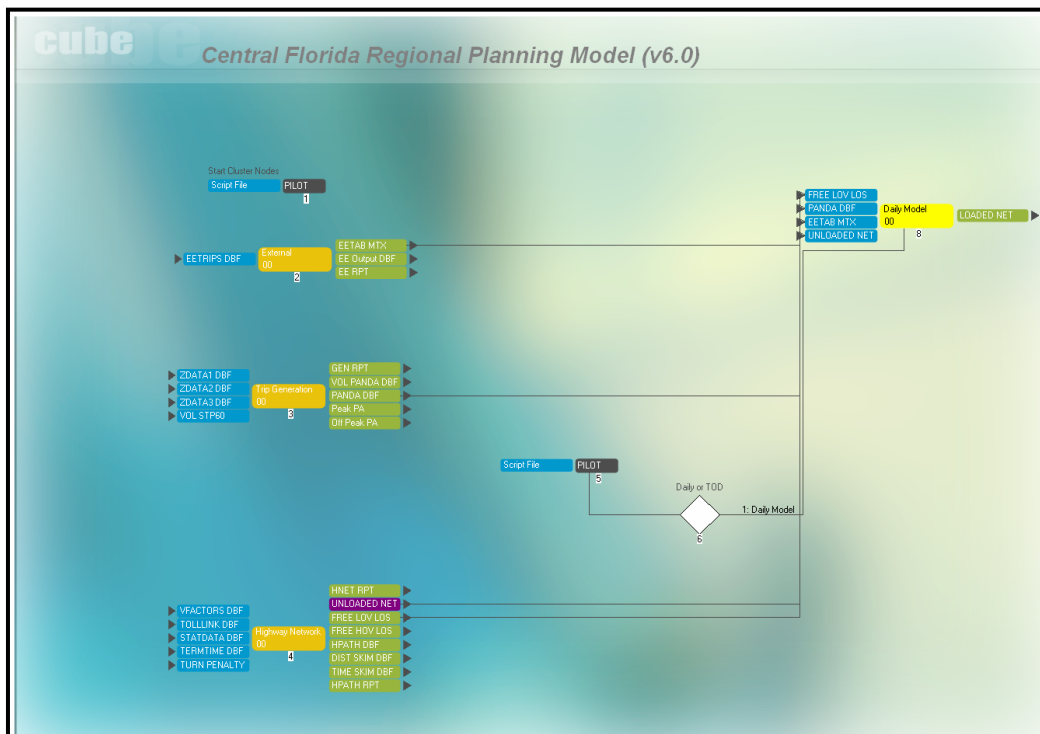 cube
Central Florida Regional Planning Model (v6.0)
Start Cluster Nodes
Script File
PILOT
1
EETRIPS DBF
External
00
2
EETAB MTX
EE Output DBF
EE RPT
ZDATA1 DBF
ZDATA2 DBF
ZDATA3 DBF
VOL STP60
Trip Generation
00
3
GEN RPT
VOL PANDA DBF
PANDA DBF
Peak PA
Off Peak PA
Script File
PILOT
5
Daily or TOD
6
1: Daily Model
FREE LOV LOS
PANDA DBF
EETAB MTX
UNLOADED NET
Daily Model
00
8
LOADED NET
VFACTORS DBF
TOLLLINK DBF
STATDATA DBF
TERMTIME DBF
TURN PENALTY
Highway Network
00
4
HNET RPT
UNLOADED NET
FREE LOV LOS
FREE HOV LOS
HPATH DBF
DIST SKIM DBF
TIME SKIM DBF
HPATH RPT